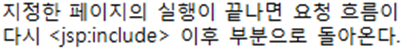 지정한 페이지의 실행이 끝나면 요청 흐름이
다시 <jsp:include> 이후 부분으로 돌아온다.